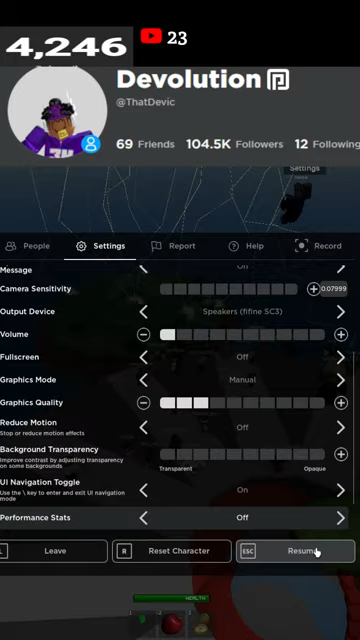 4,246
23
Devolution
@ThatDevic
69 Friends 104.5K Followers 12 Following
Settings
People Settings Report Help Record
Message Off
Camera Sensitivity 0.07999
Output Device Speakers (fifine SC3)
Volume
Fullscreen Off
Graphics Mode Manual
Graphics Quality
Reduce Motion Off
Stop or reduce motion effects
Background Transparency
Improve contrast by adjusting transparency
on some backgrounds
Transparent Opaque
UI Navigation Toggle On
Use the \ key to enter and exit UI navigation
mode
Performance Stats Off
L Leave R Reset Character ESC Resume
HEALTH